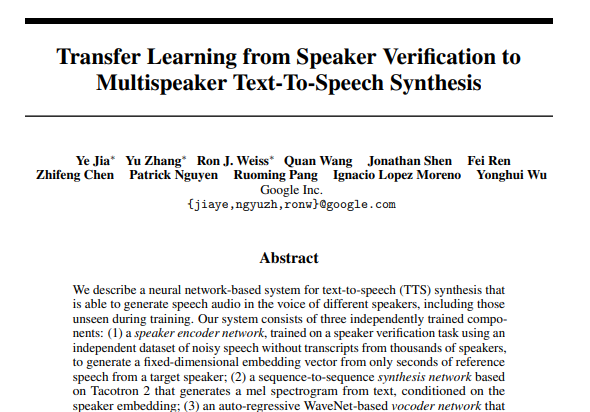 Transfer Learning from Speaker Verification to
Multispeaker Text-To-Speech Synthesis
Ye Jia* Yu Zhang* Ron J. Weiss* Quan Wang Jonathan Shen Fei Ren
Zhifeng Chen Patrick Nguyen Ruoming Pang Ignacio Lopez Moreno Yonghui Wu
Google Inc.
{jiaye,ngyuzh,ronw}@google.com
Abstract
We describe a neural network-based system for text-to-speech (TTS) synthesis that
is able to generate speech audio in the voice of different speakers, including those
unseen during training. Our system consists of three independently trained compo-
nents: (1) a speaker encoder network, trained on a speaker verification task using an
independent dataset of noisy speech without transcripts from thousands of speakers,
to generate a fixed-dimensional embedding vector from only seconds of reference
speech from a target speaker; (2) a sequence-to-sequence synthesis network based
on Tacotron 2 that generates a mel spectrogram from text, conditioned on the
speaker embedding; (3) an auto-regressive WaveNet-based vocoder network that